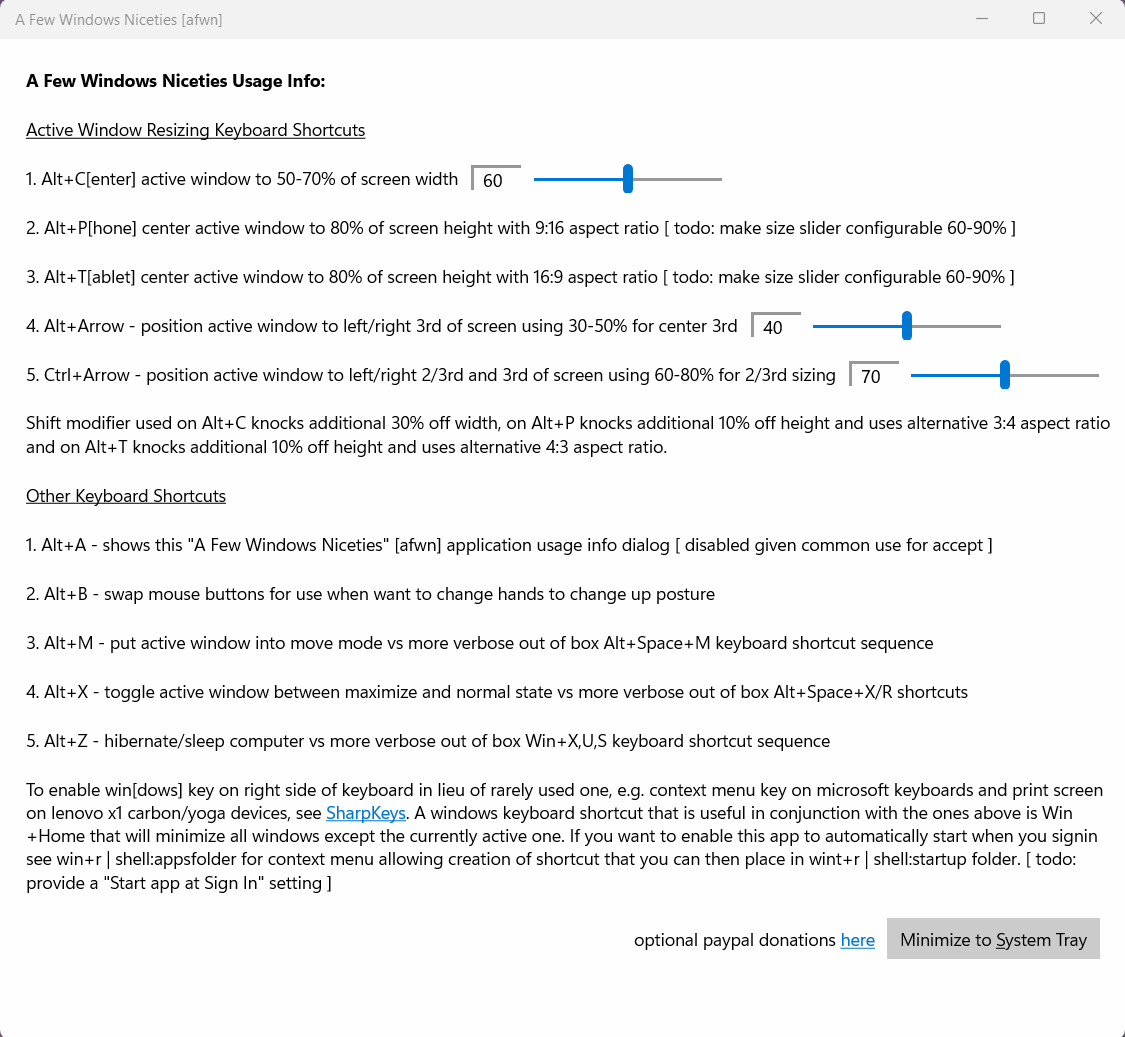 A Few Windows Niceties [afwn]
A Few Windows Niceties Usage Info:
Active Window Resizing Keyboard Shortcuts
1. Alt+C[enter] active window to 50-70% of screen width 60
2. Alt+P[hone] center active window to 80% of screen height with 9:16 aspect ratio [ todo: make size slider configurable 60-90% ]
3. Alt+T[ablet] center active window to 80% of screen height with 16:9 aspect ratio [ todo: make size slider configurable 60-90% ]
4. Alt+Arrow - position active window to left/right 3rd of screen using 30-50% for center 3rd 40
5. Ctrl+Arrow - position active window to left/right 2/3rd and 3rd of screen using 60-80% for 2/3rd sizing 70
Shift modifier used on Alt+C knocks additional 30% off width, on Alt+P knocks additional 10% off height and uses alternative 3:4 aspect ratio
and on Alt+T knocks additional 10% off height and uses alternative 4:3 aspect ratio.
Other Keyboard Shortcuts
1. Alt+A - shows this "A Few Windows Niceties" [afwn] application usage info dialog [ disabled given common use for accept ]
2. Alt+B - swap mouse buttons for use when want to change hands to change up posture
3. Alt+M - put active window into move mode vs more verbose out of box Alt+Space+M keyboard shortcut sequence
4. Alt+X - toggle active window between maximize and normal state vs more verbose out of box Alt+Space+X/R shortcuts
5. Alt+Z - hibernate/sleep computer vs more verbose out of box Win+X,U,S keyboard shortcut sequence
To enable win[dows] key on right side of keyboard in lieu of rarely used one, e.g. context menu key on microsoft keyboards and print screen
on lenovo x1 carbon/yoga devices, see SharpKeys. A windows keyboard shortcut that is useful in conjunction with the ones above is Win
+Home that will minimize all windows except the currently active one. If you want to enable this app to automatically start when you signin
see win+r | shell:appsfolder for context menu allowing creation of shortcut that you can then place in wint+r | shell:startup folder. [ todo:
provide a "Start app at Sign In" setting ]
optional paypal donations here Minimize to System Tray